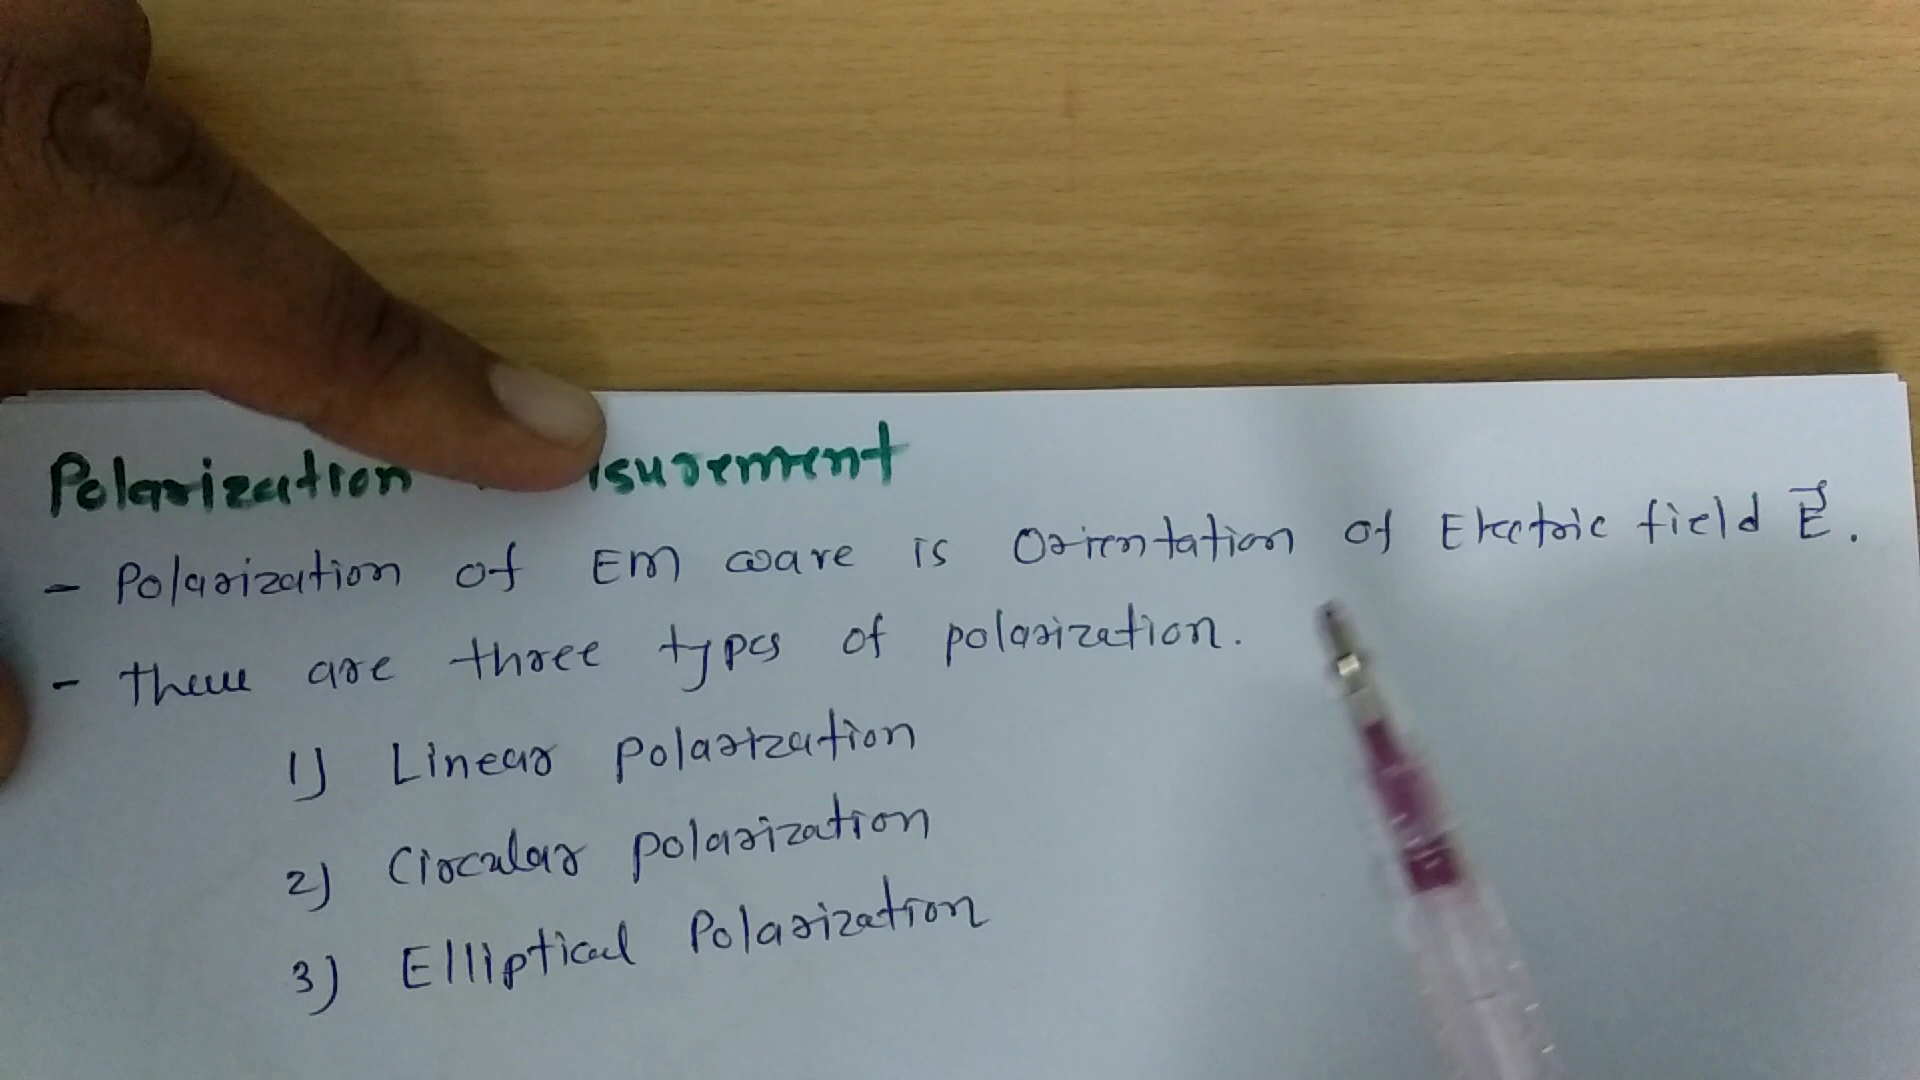 Polarization surement
- Polarization of EM wave is Orientation of Electric field E⃗.
- there are three types of polarization.
1) Linear polarization
2) Circular polarization
3) Elliptical Polarization